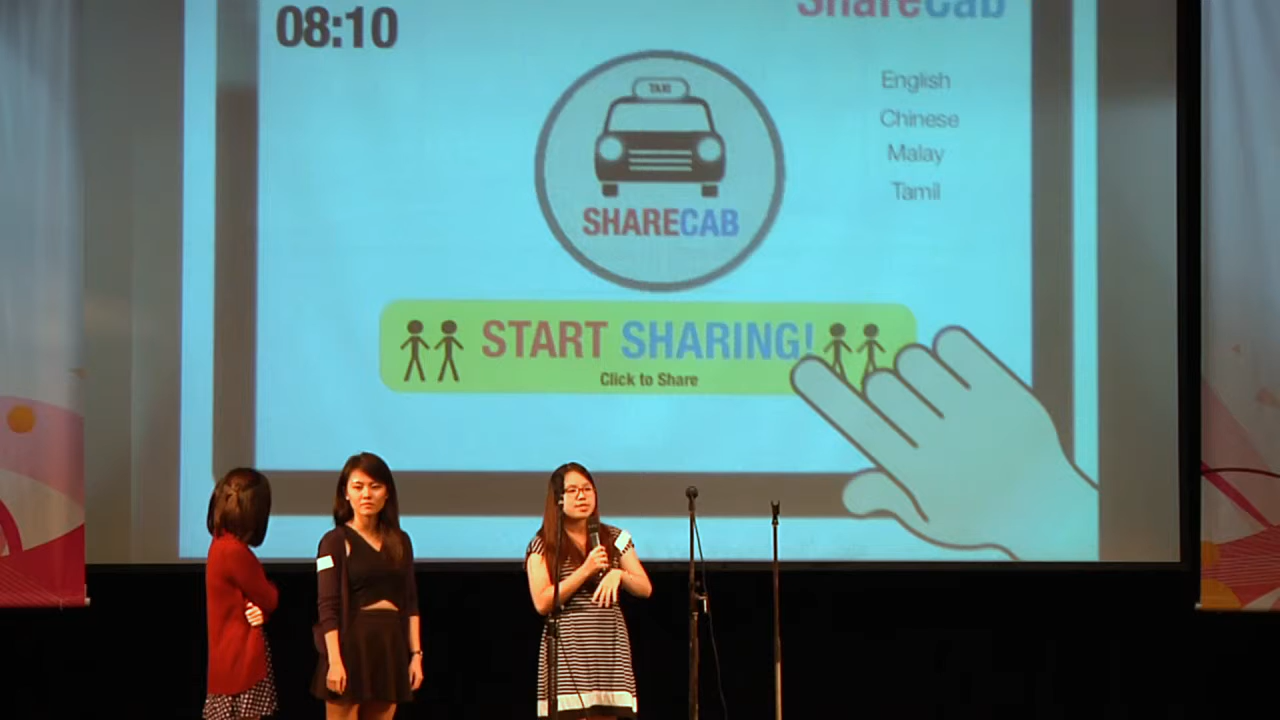 08:10
ShareCab
English
Chinese
Malay
Tamil
TAXI
SHARECAB
START SHARING!
Click to Share